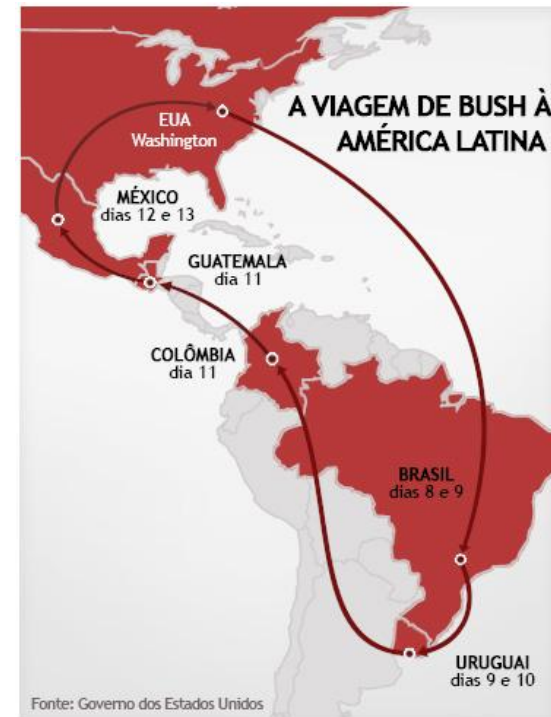 A VIAGEM DE BUSH À
AMÉRICA LATINA
EUA
Washington
MÉXICO
dias 12 e 13
GUATEMALA
dia 11
COLÔMBIA
dia 11
BRASIL
dias 8 e 9
URUGUAI
dias 9 e 10
Fonte: Governo dos Estados Unidos